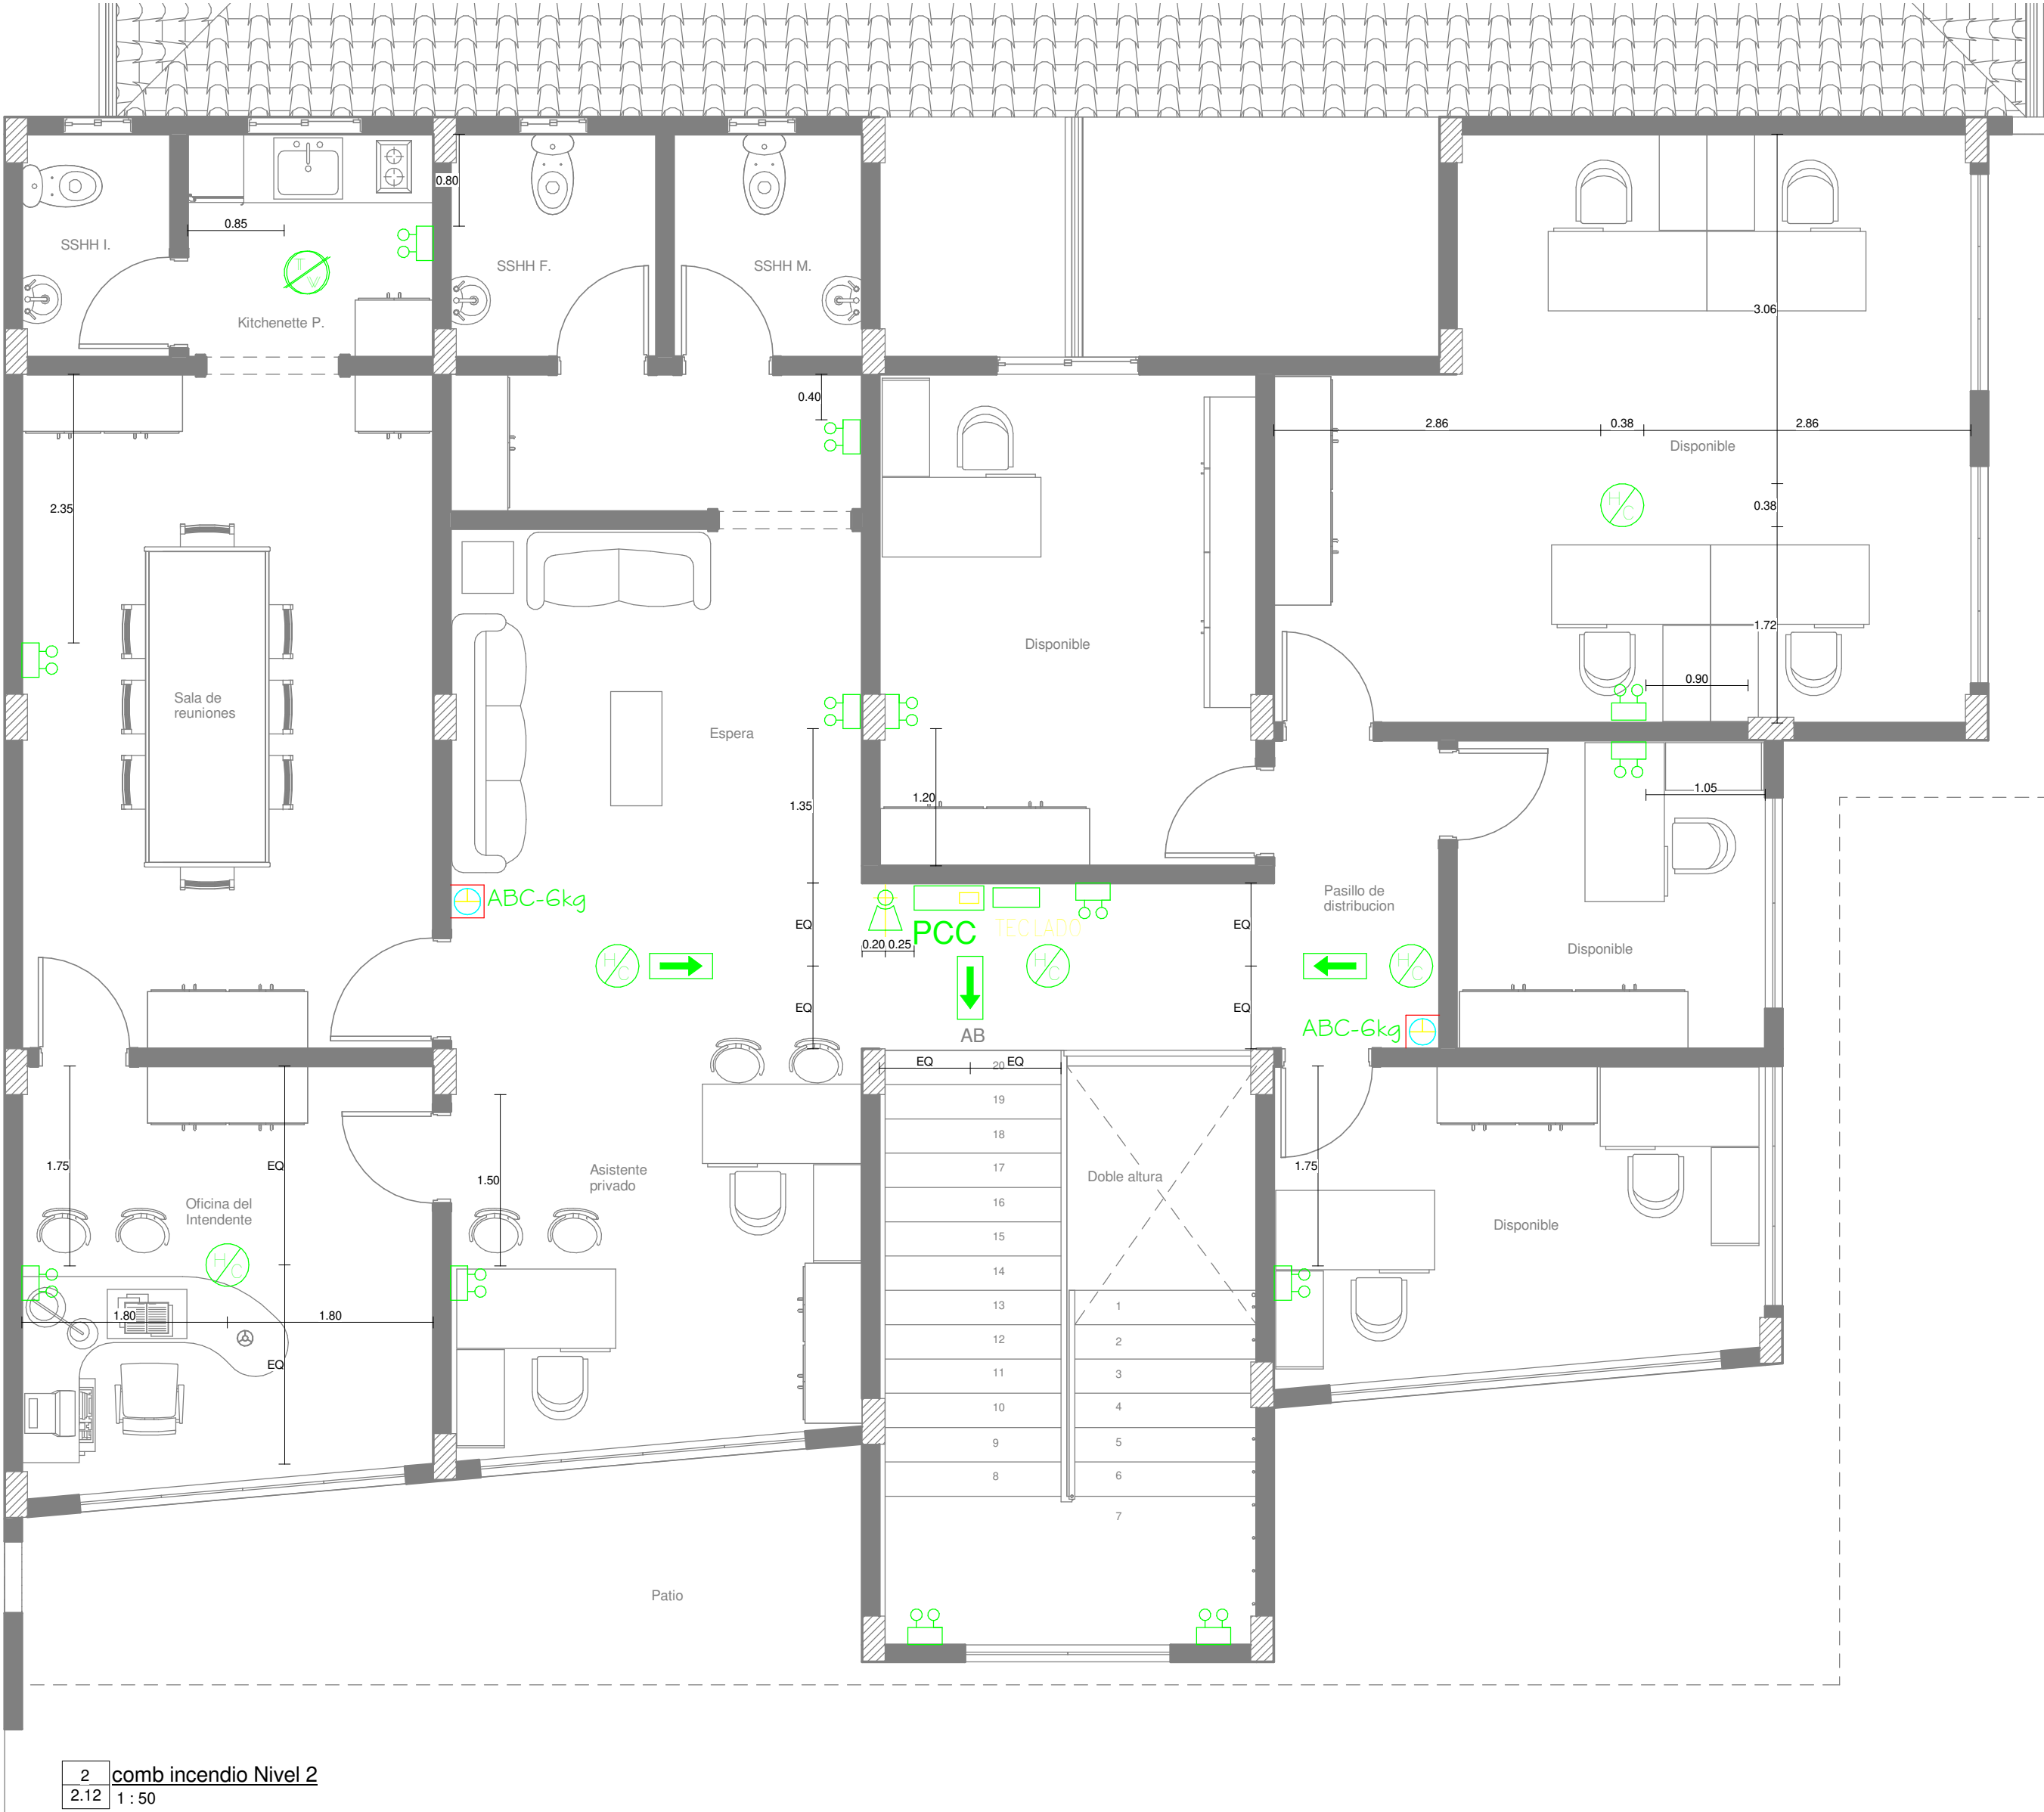 SSHH I.
0.85
T
V
Kitchenette P.
0.80
SSHH F.
SSHH M.
3.06
0.40
2.86
0.38
2.86
Disponible
2.35
H
C
0.38
Disponible
1.72
0.90
Sala de
reuniones
Espera
1.35
1.20
1.05
ABC-6kg
Pasillo de
distribucion
EQ
PCC
TECLADO
EQ
0.20
0.25
Disponible
H
C
H
C
H
C
EQ
EQ
AB
ABC-6kg
EQ
EQ
20
19
18
17
16
15
14
13
12
11
10
9
8
1
2
3
4
5
6
7
Doble altura
1.75
EQ
1.50
Asistente
privado
1.75
Oficina del
Intendente
Disponible
H
C
1.80
1.80
EQ
Patio
2
comb incendio Nivel 2
2.12
1 : 50